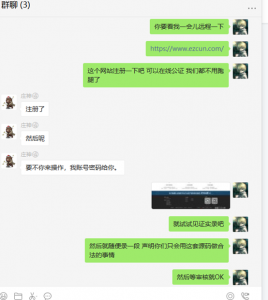 群聊 (3)
你要看我一会儿远程一下
https://www.ezcun.com/
这个网站注册一下吧 可以在线公证 我们都不用跑
腿了
注册了
然后呢
要不你来操作，我账号密码给你。
就试试见证实录吧
然后就随便录一段 声明你们只会用这套源码做合
法的事情
然后等审核就OK